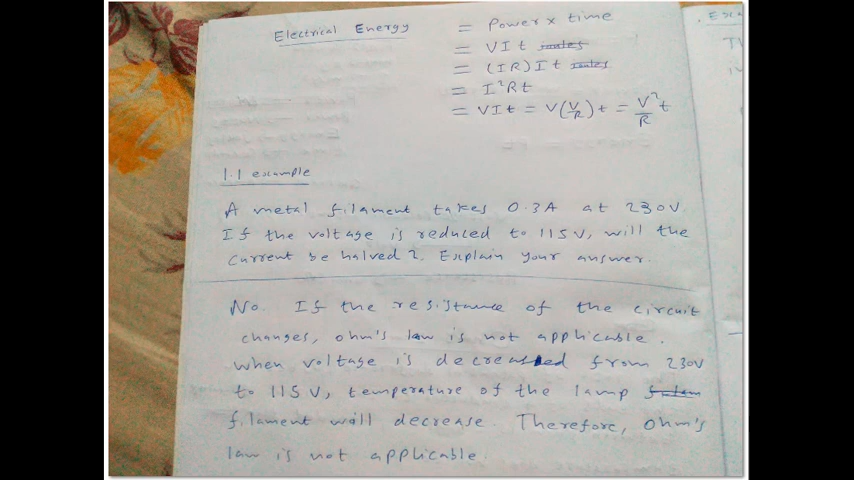 Electrical Energy = Power x time
= VIt
= (IR)I t
= I²Rt
= VIt = V(V/R)t = V²/R t
1.1 example
A metal filament takes 0.3A at 230V.
If the voltage is reduced to 115V, will the
current be halved? Explain your answer.
No. If the resistance of the circuit
changes, ohm's law is not applicable.
When voltage is decreased from 230V
to 115V, temperature of the lamp
filament will decrease. Therefore, Ohm's
law is not applicable.